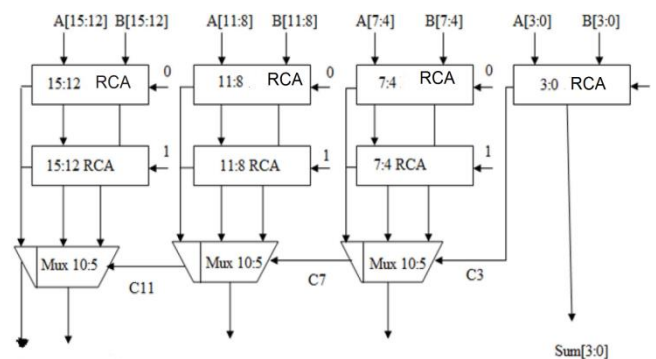 A[15:12] B[15:12] A[11:8] B[11:8] A[7:4] B[7:4] A[3:0] B[3:0]
0 0 0
15:12 RCA 11:8 RCA 7:4 RCA 3:0 RCA
1 1 1
15:12 RCA 11:8 RCA 7:4 RCA
Mux 10:5 Mux 10:5 Mux 10:5
C11 C7 C3
Sum[3:0]